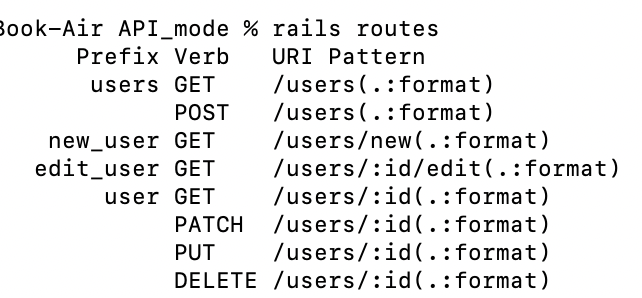 Book-Air API_mode % rails routes
Prefix Verb URI Pattern
users GET /users(.:format)
POST /users(.:format)
new_user GET /users/new(.:format)
edit_user GET /users/:id/edit(.:format)
user GET /users/:id(.:format)
PATCH /users/:id(.:format)
PUT /users/:id(.:format)
DELETE /users/:id(.:format)